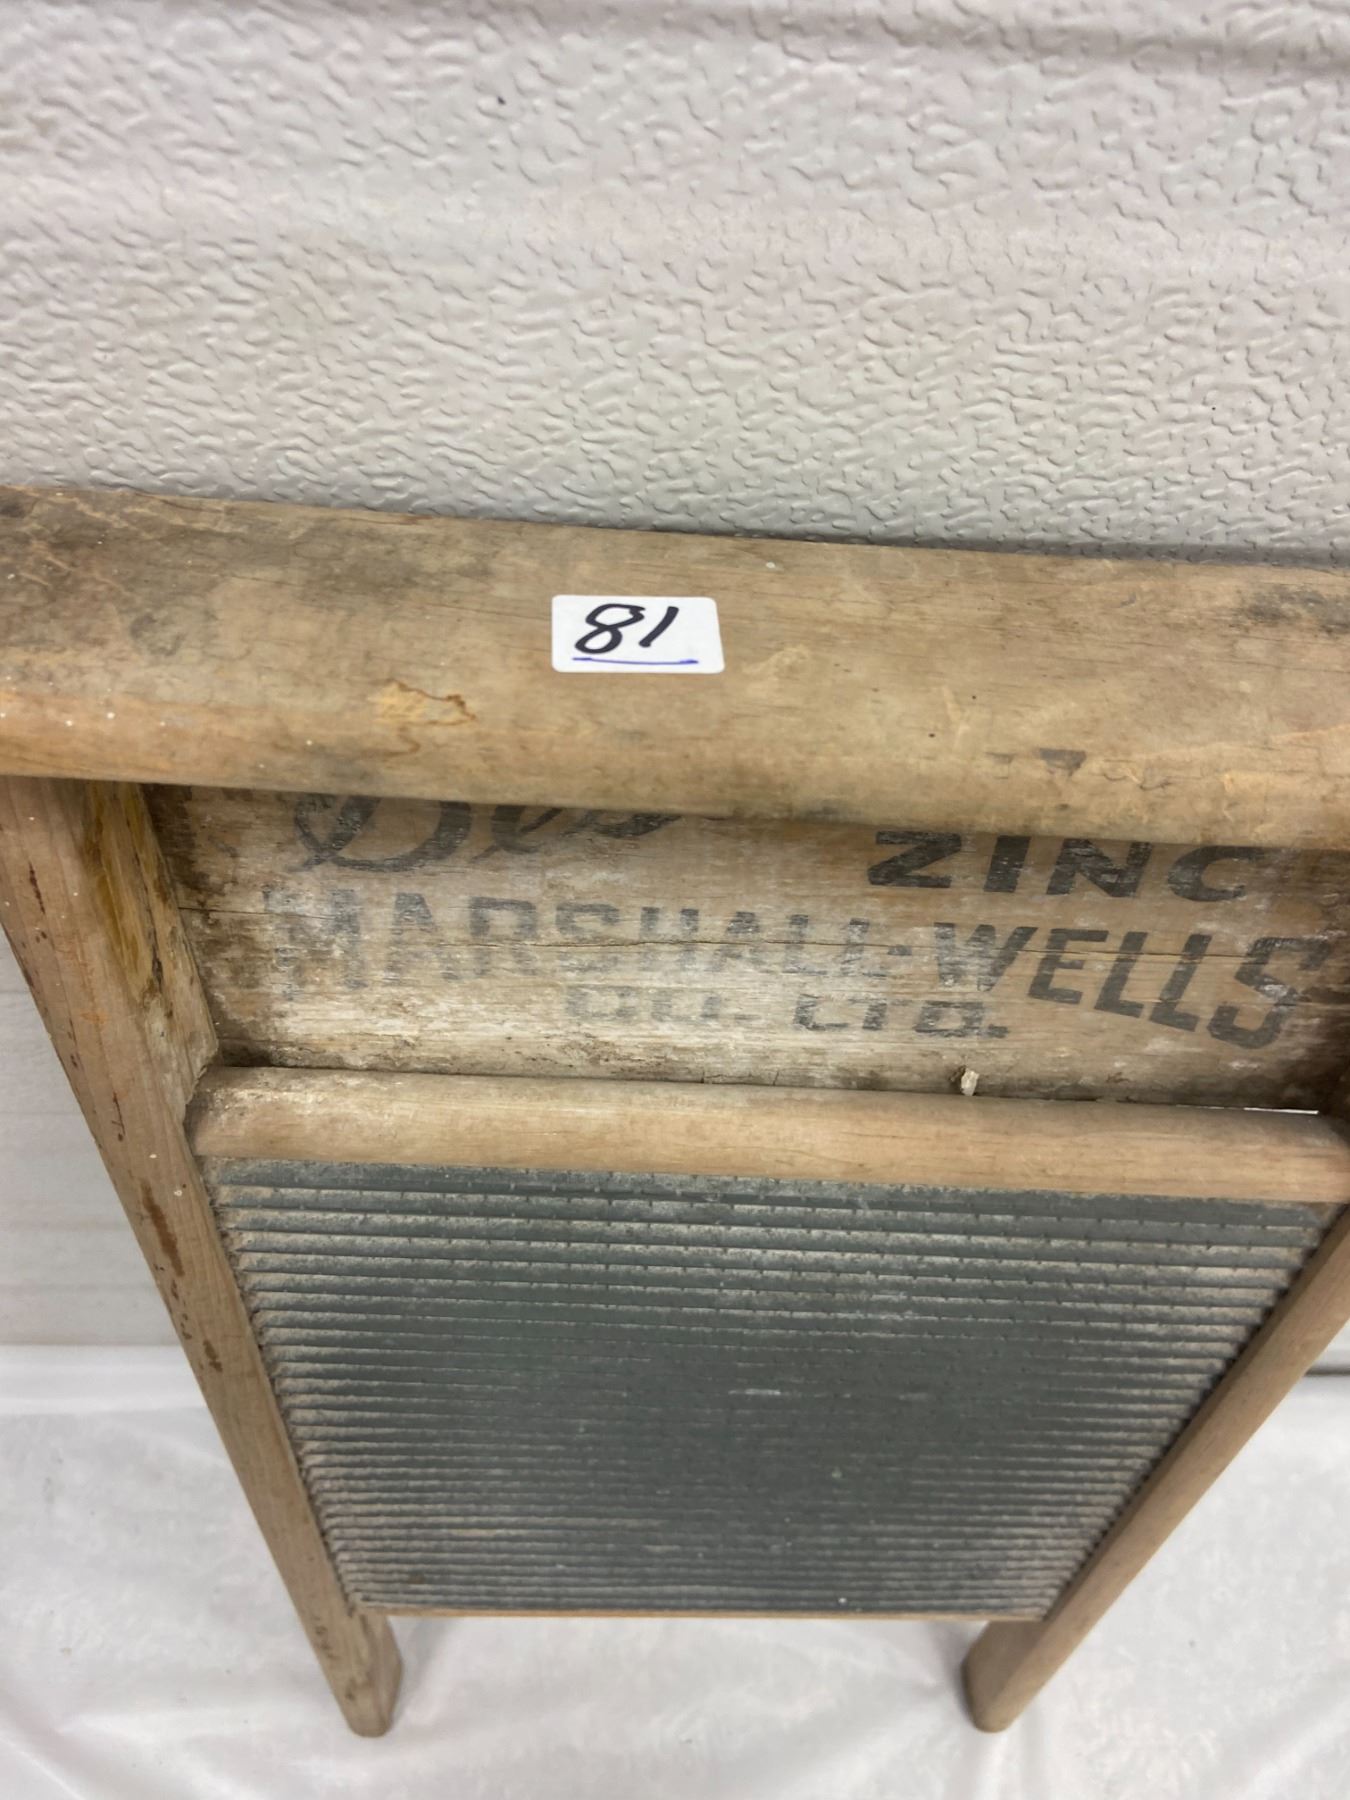 81
ZINC
MARSHALL-WELLS
CO. LTD.